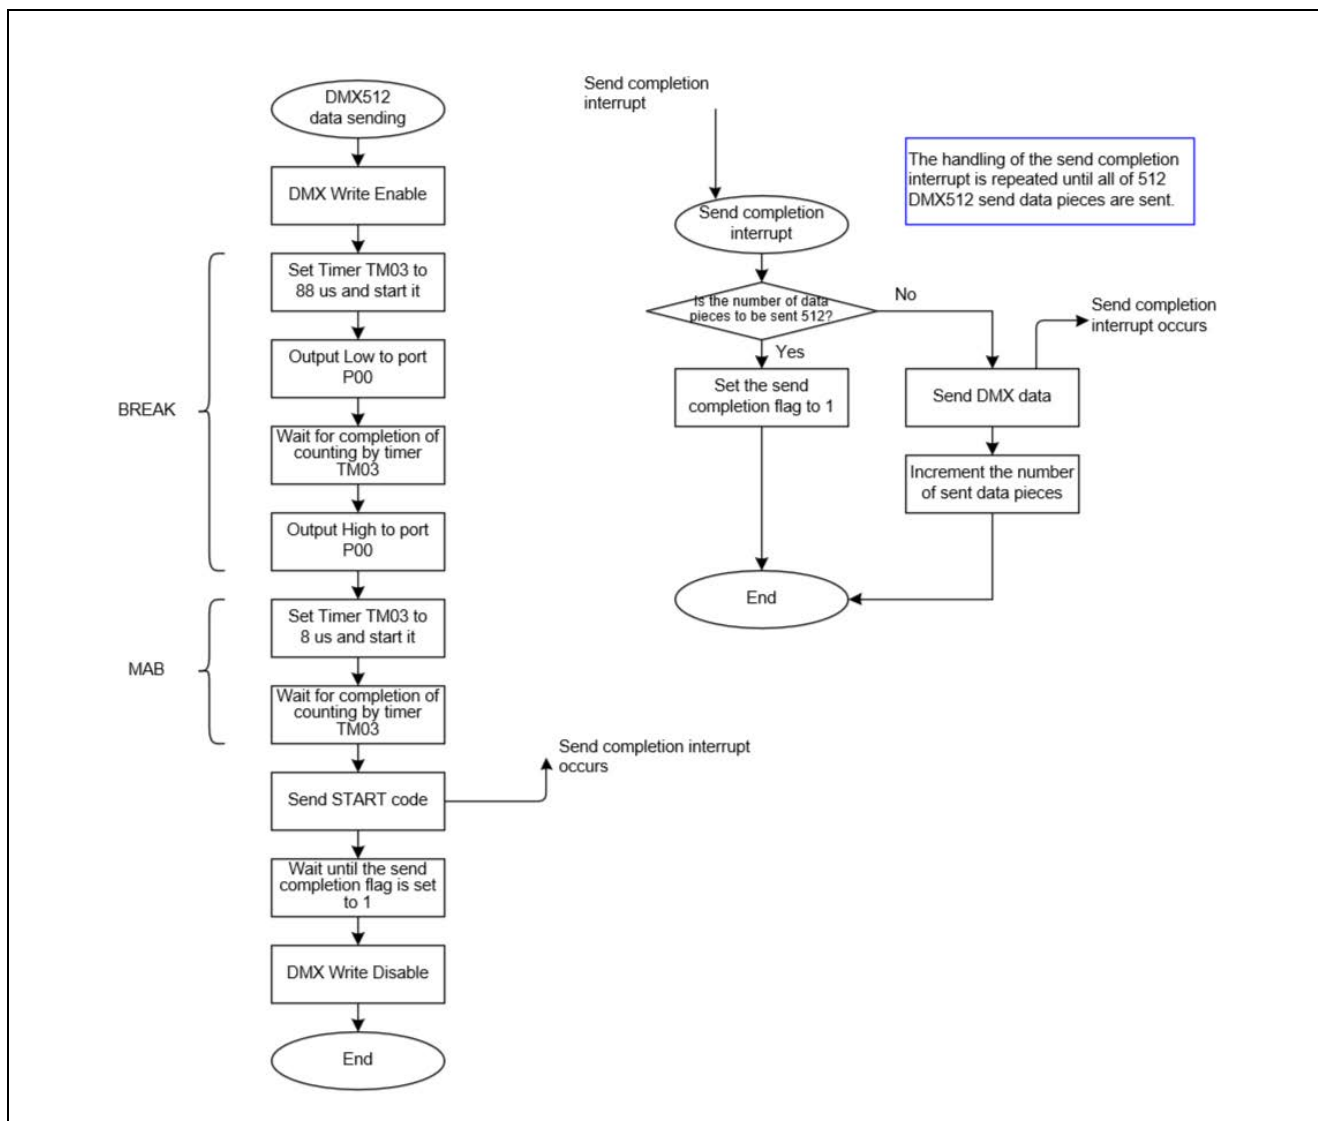 DMX512
data sending
DMX Write Enable
BREAK
Set Timer TM03 to
88 us and start it
Output Low to port
P00
Wait for completion of
counting by timer
TM03
Output High to port
P00
MAB
Set Timer TM03 to
8 us and start it
Wait for completion of
counting by timer
TM03
Send START code
Send completion interrupt
occurs
Wait until the send
completion flag is set
to 1
DMX Write Disable
End
Send completion
interrupt
Send completion
interrupt
Is the number of data
pieces to be sent 512?
No
Yes
Set the send
completion flag to 1
Send DMX data
Send completion
interrupt occurs
Increment the number
of sent data pieces
End
The handling of the send completion
interrupt is repeated until all of 512
DMX512 send data pieces are sent.